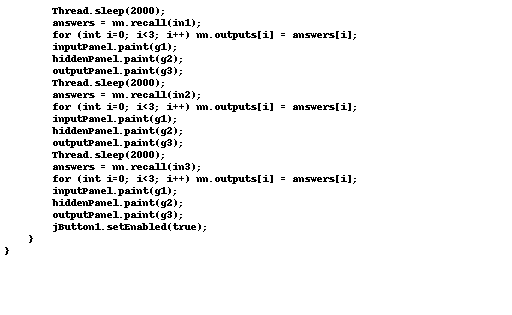 Thread.sleep(2000);
answers = nn.recall(in1);
for (int i=0; i<3; i++) nn.outputs[i] = answers[i];
inputPanel.paint(g1);
hiddenPanel.paint(g2);
outputPanel.paint(g3);
Thread.sleep(2000);
answers = nn.recall(in2);
for (int i=0; i<3; i++) nn.outputs[i] = answers[i];
inputPanel.paint(g1);
hiddenPanel.paint(g2);
outputPanel.paint(g3);
Thread.sleep(2000);
answers = nn.recall(in3);
for (int i=0; i<3; i++) nn.outputs[i] = answers[i];
inputPanel.paint(g1);
hiddenPanel.paint(g2);
outputPanel.paint(g3);
jButton1.setEnabled(true);
}
}